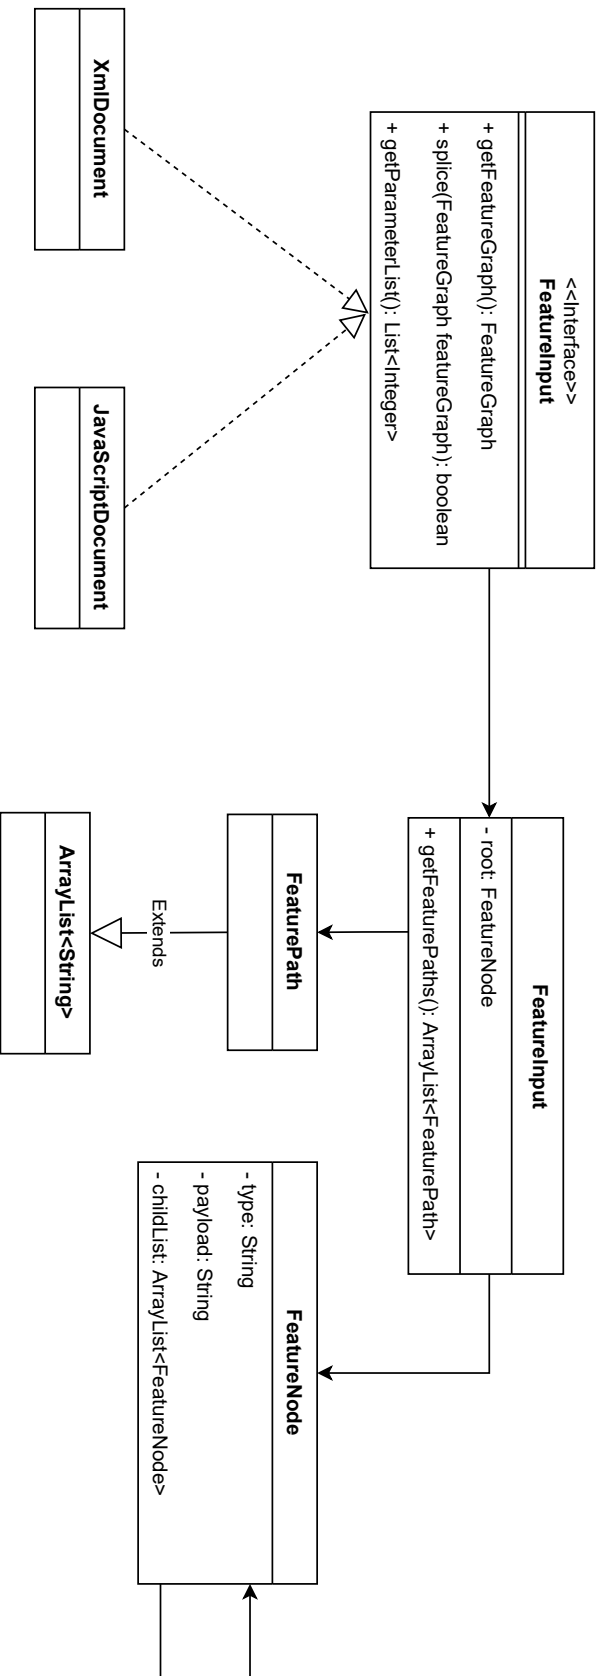 <<Interface>>
FeatureInput
+ getFeatureGraph(): FeatureGraph
+ splice(FeatureGraph featureGraph): boolean
+ getParameterList(): List<Integer>
FeatureInput
- root: FeatureNode
+ getFeaturePaths(): ArrayList<FeaturePath>
XmlDocument
JavaScriptDocument
FeaturePath
Extends
ArrayList<String>
FeatureNode
- type: String
- payload: String
- childList: ArrayList<FeatureNode>